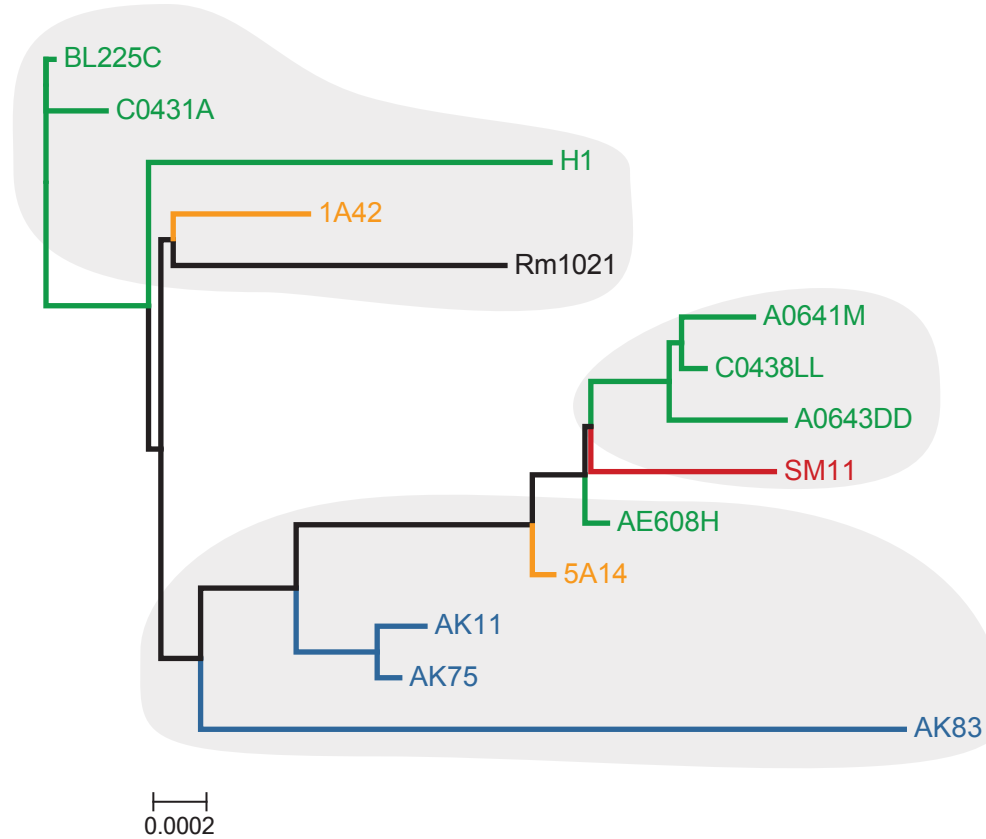 BL225C
C0431A
H1
1A42
Rm1021
A0641M
C0438LL
A0643DD
SM11
AE608H
5A14
AK11
AK75
AK83
0.0002